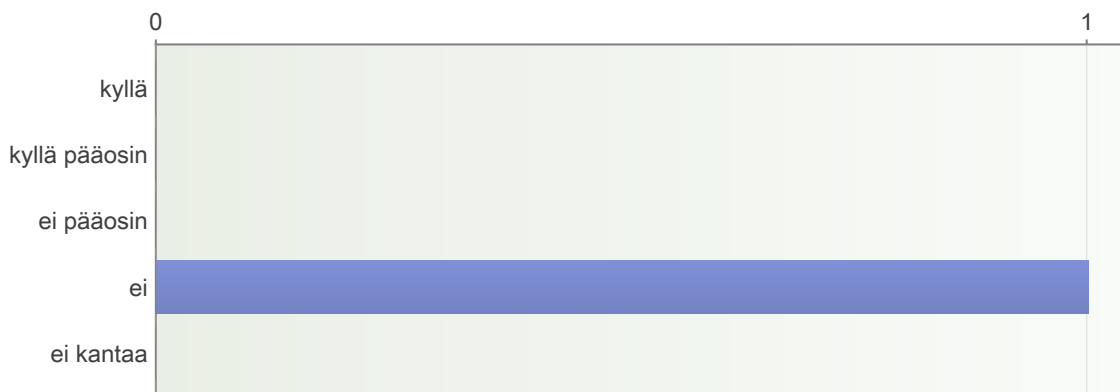 0 1
kyllä
kyllä pääosin
ei pääosin
ei
ei kantaa